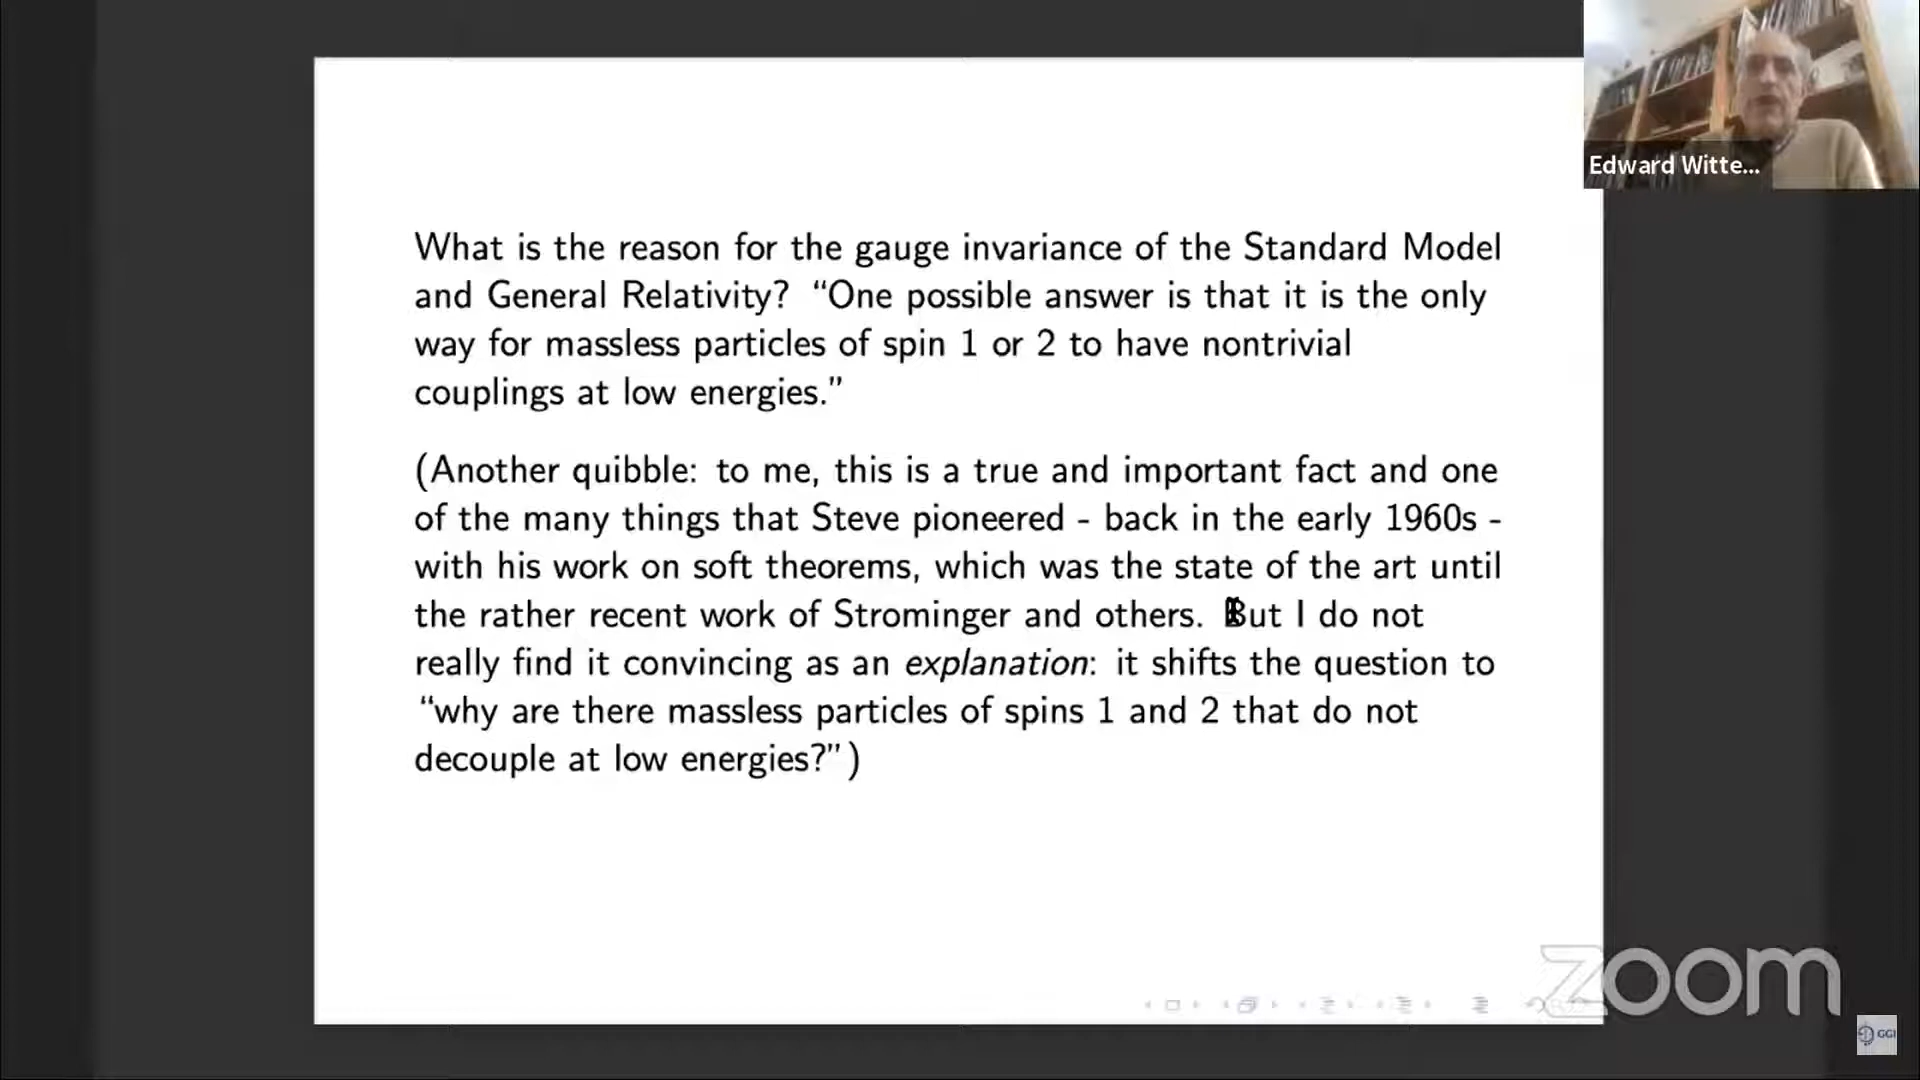 Edward Witte...
What is the reason for the gauge invariance of the Standard Model
and General Relativity? “One possible answer is that it is the only
way for massless particles of spin 1 or 2 to have nontrivial
couplings at low energies.”
(Another quibble: to me, this is a true and important fact and one
of the many things that Steve pioneered - back in the early 1960s -
with his work on soft theorems, which was the state of the art until
the rather recent work of Strominger and others. But I do not
really find it convincing as an explanation: it shifts the question to
“why are there massless particles of spins 1 and 2 that do not
decouple at low energies?”)
zoom
GGI